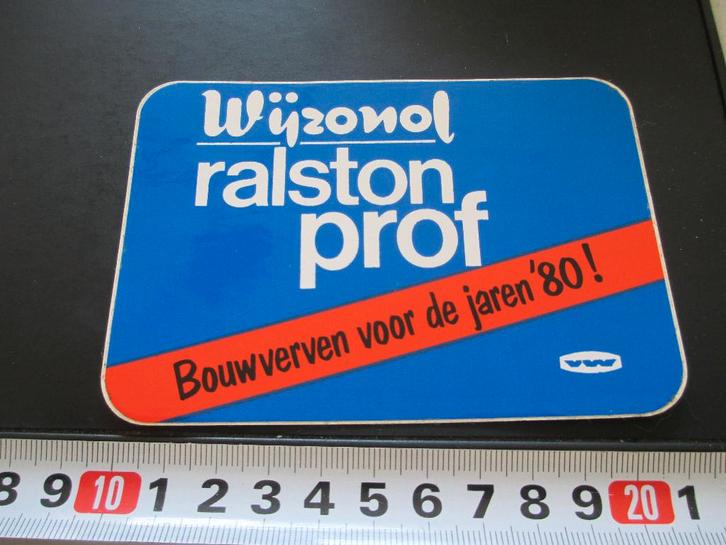 Wijzonol
ralston
prof
Bouwverven voor de jaren '80!
vvw
8 9 10 1 2 3 4 5 6 7 8 9 20 1